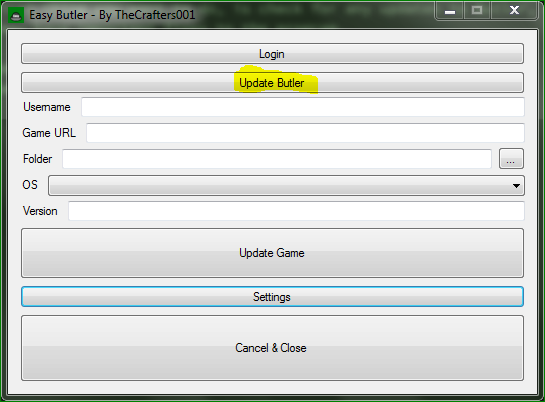 Easy Butler - By TheCrafters001
Login
Update Butler
Username
Game URL
Folder
...
OS
Version
Update Game
Settings
Cancel & Close